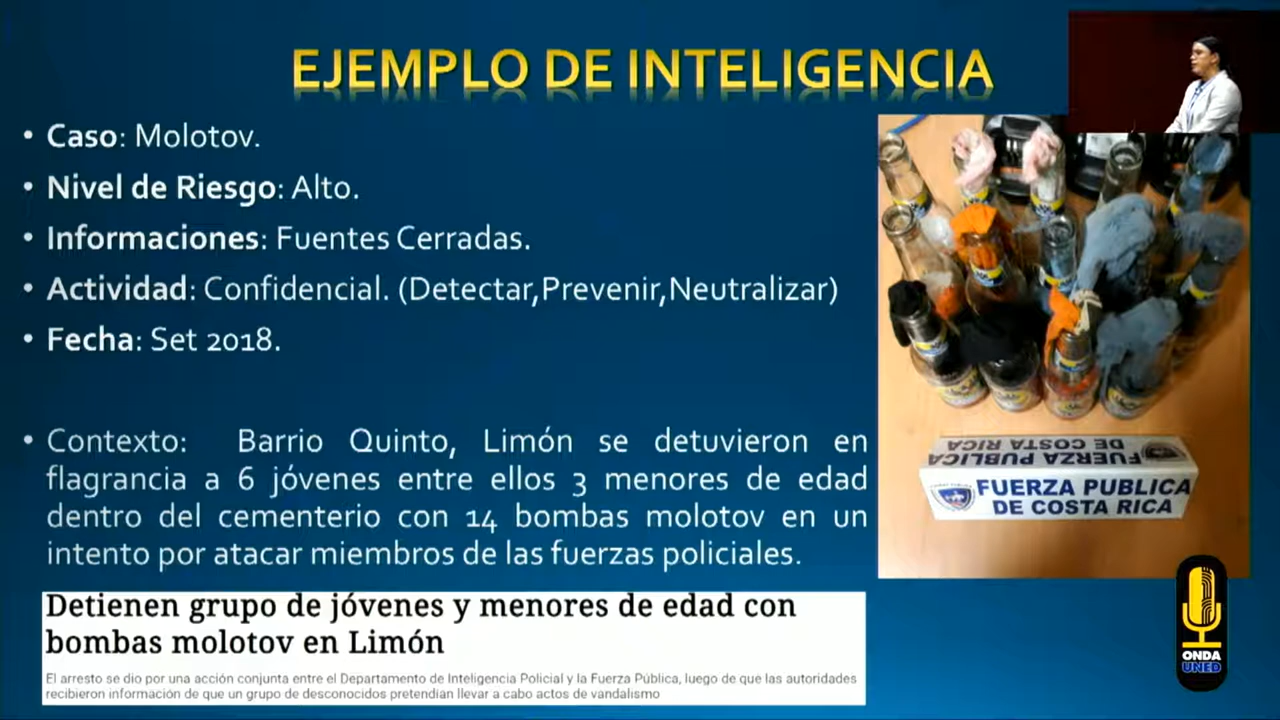 EJEMPLO DE INTELIGENCIA
• Caso: Molotov.
• Nivel de Riesgo: Alto.
• Informaciones: Fuentes Cerradas.
• Actividad: Confidencial. (Detectar,Prevenir,Neutralizar)
• Fecha: Set 2018.
• Contexto: Barrio Quinto, Limón se detuvieron en
flagrancia a 6 jóvenes entre ellos 3 menores de edad
dentro del cementerio con 14 bombas molotov en un
intento por atacar miembros de las fuerzas policiales.
Detienen grupo de jóvenes y menores de edad con
bombas molotov en Limón
El arresto se dio por una acción conjunta entre el Departamento de Inteligencia Policial y la Fuerza Pública, luego de que las autoridades
recibieron información de que un grupo de desconocidos pretendían llevar a cabo actos de vandalismo
DE COSTA RICA
FUERZA PUBLICA
FUERZA PUBLICA
DE COSTA RICA
ONDA
UNED